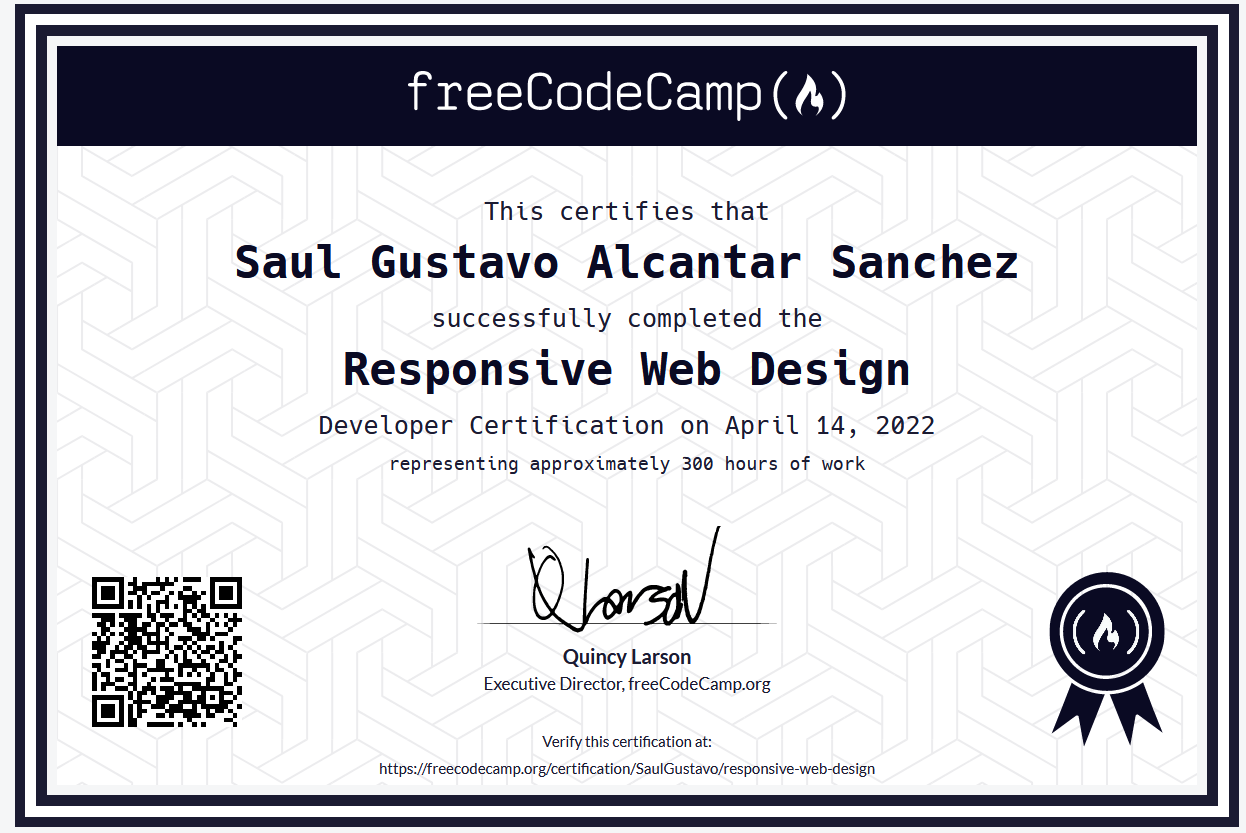 freeCodeCamp
This certifies that
Saul Gustavo Alcantar Sanchez
successfully completed the
Responsive Web Design
Developer Certification on April 14, 2022
representing approximately 300 hours of work
Quincy Larson
Executive Director, freeCodeCamp.org
Verify this certification at:
https://freecodecamp.org/certification/SaulGustavo/responsive-web-design